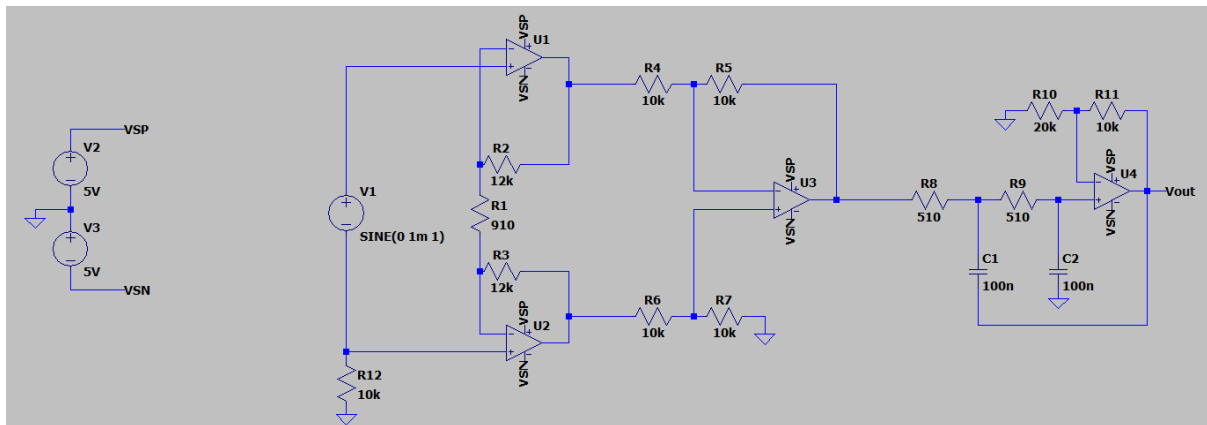 VSP
V2
5V
V3
5V
VSN
V1
SINE(0 1m 1)
R12
10k
VSP
U1
VSN
R2
12k
R1
910
R3
12k
VSP
U2
VSN
R4
10k
R5
10k
VSP
U3
VSN
R6
10k
R7
10k
R8
510
R9
510
C1
100n
C2
100n
R10
20k
R11
10k
VSP
U4
VSN
Vout